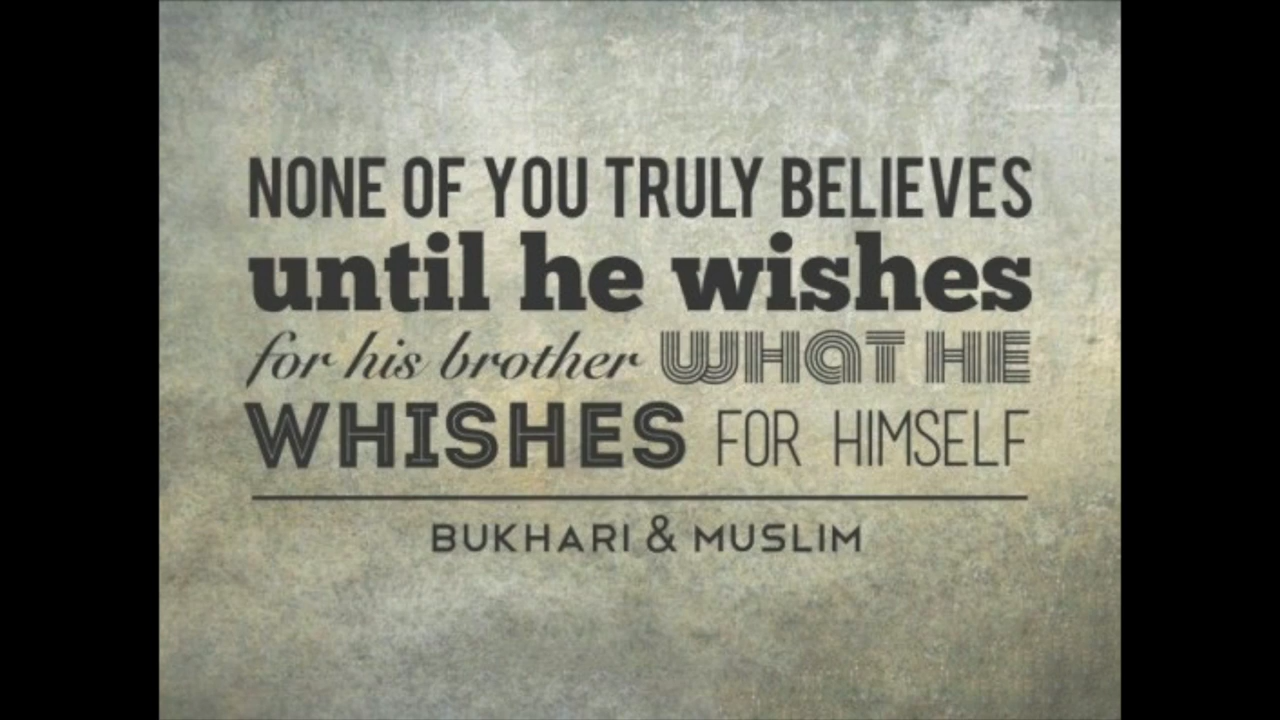 NONE OF YOU TRULY BELIEVES
until he wishes
for his brother WHAT HE
WHISHES FOR HIMSELF
BUKHARI & MUSLIM